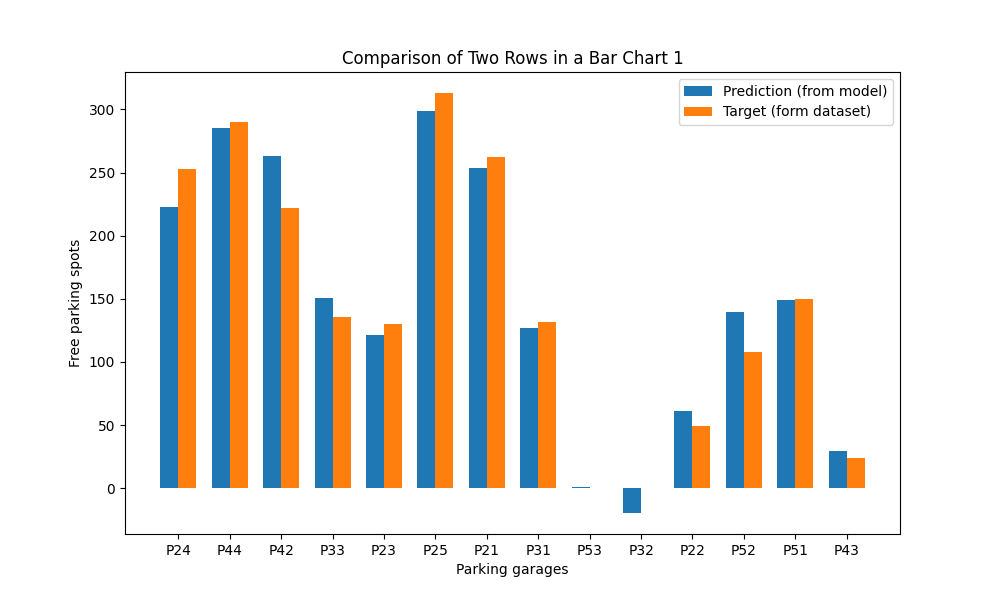 Comparison of Two Rows in a Bar Chart 1
Prediction (from model)
Target (form dataset)
Free parking spots
300
250
200
150
100
50
0
P24 P44 P42 P33 P23 P25 P21 P31 P53 P32 P22 P52 P51 P43
Parking garages